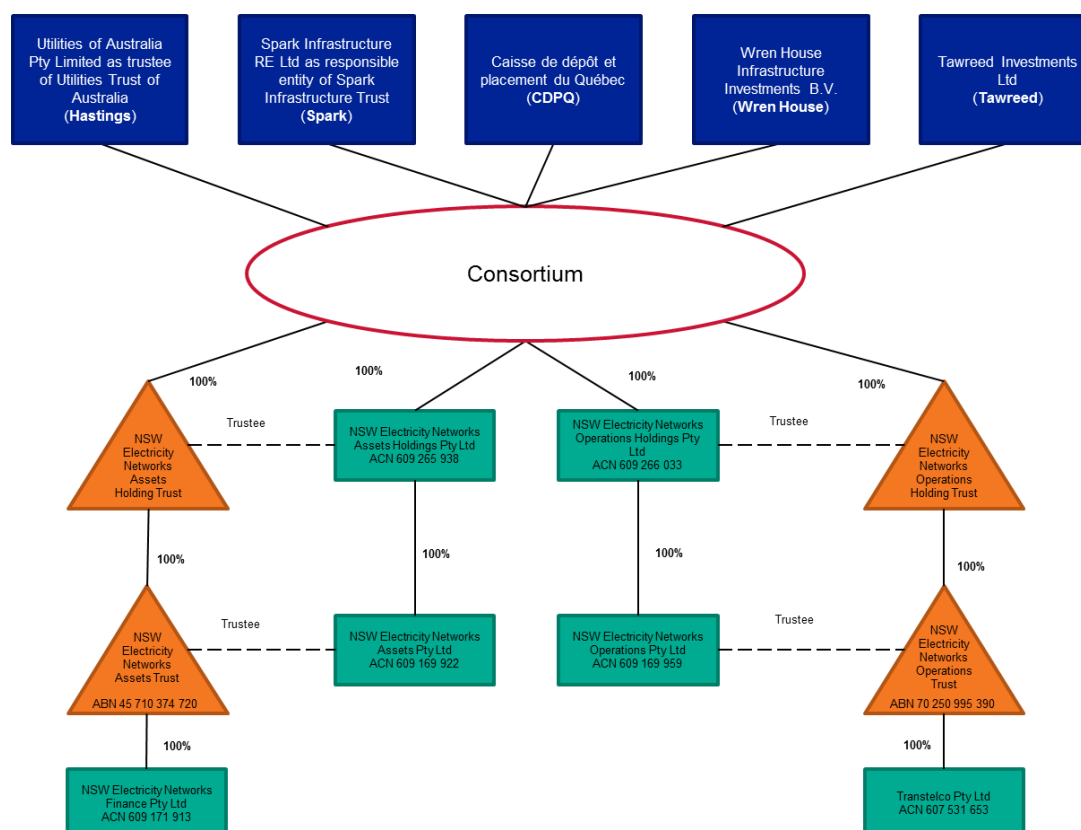 Utilities of Australia
Pty Limited as trustee
of Utilities Trust of
Australia
(Hastings)
Spark Infrastructure
RE Ltd as responsible
entity of Spark
Infrastructure Trust
(Spark)
Caisse de dépôt et
placement du Québec
(CDPQ)
Wren House
Infrastructure
Investments B.V.
(Wren House)
Tawreed Investments
Ltd
(Tawreed)
Consortium
100%
100%
100%
100%
NSW
Electricity
Networks
Assets
Holding Trust
Trustee
NSW Electricity Networks
Assets Holdings Pty Ltd
ACN 609 265 938
NSW Electricity Networks
Operations Holdings Pty
Ltd
ACN 609 266 033
Trustee
NSW
Electricity
Networks
Operations
Holding Trust
100%
100%
100%
100%
NSW
Electricity
Networks
Assets Trust
ABN 45 710 374 720
Trustee
NSW Electricity Networks
Assets Pty Ltd
ACN 609 169 922
NSW Electricity Networks
Operations Pty Ltd
ACN 609 169 959
Trustee
NSW
Electricity
Networks
Operations
Trust
ABN 70 250 995 390
100%
100%
NSW Electricity Networks
Finance Pty Ltd
ACN 609 171 913
Transtelco Pty Ltd
ACN 607 531 653